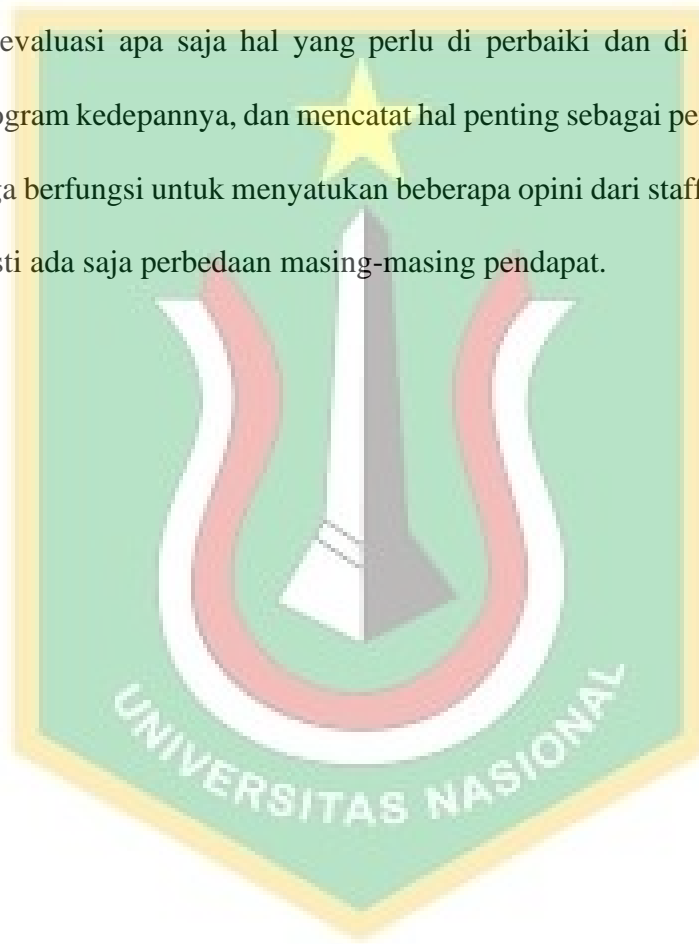 evaluasi apa saja hal yang perlu di perbaiki dan di
ogram kedepannya, dan mencatat hal penting sebagai pe
ga berfungsi untuk menyatukan beberapa opini dari staff
sti ada saja perbedaan masing-masing pendapat.
UNIVERSITAS NASIONAL